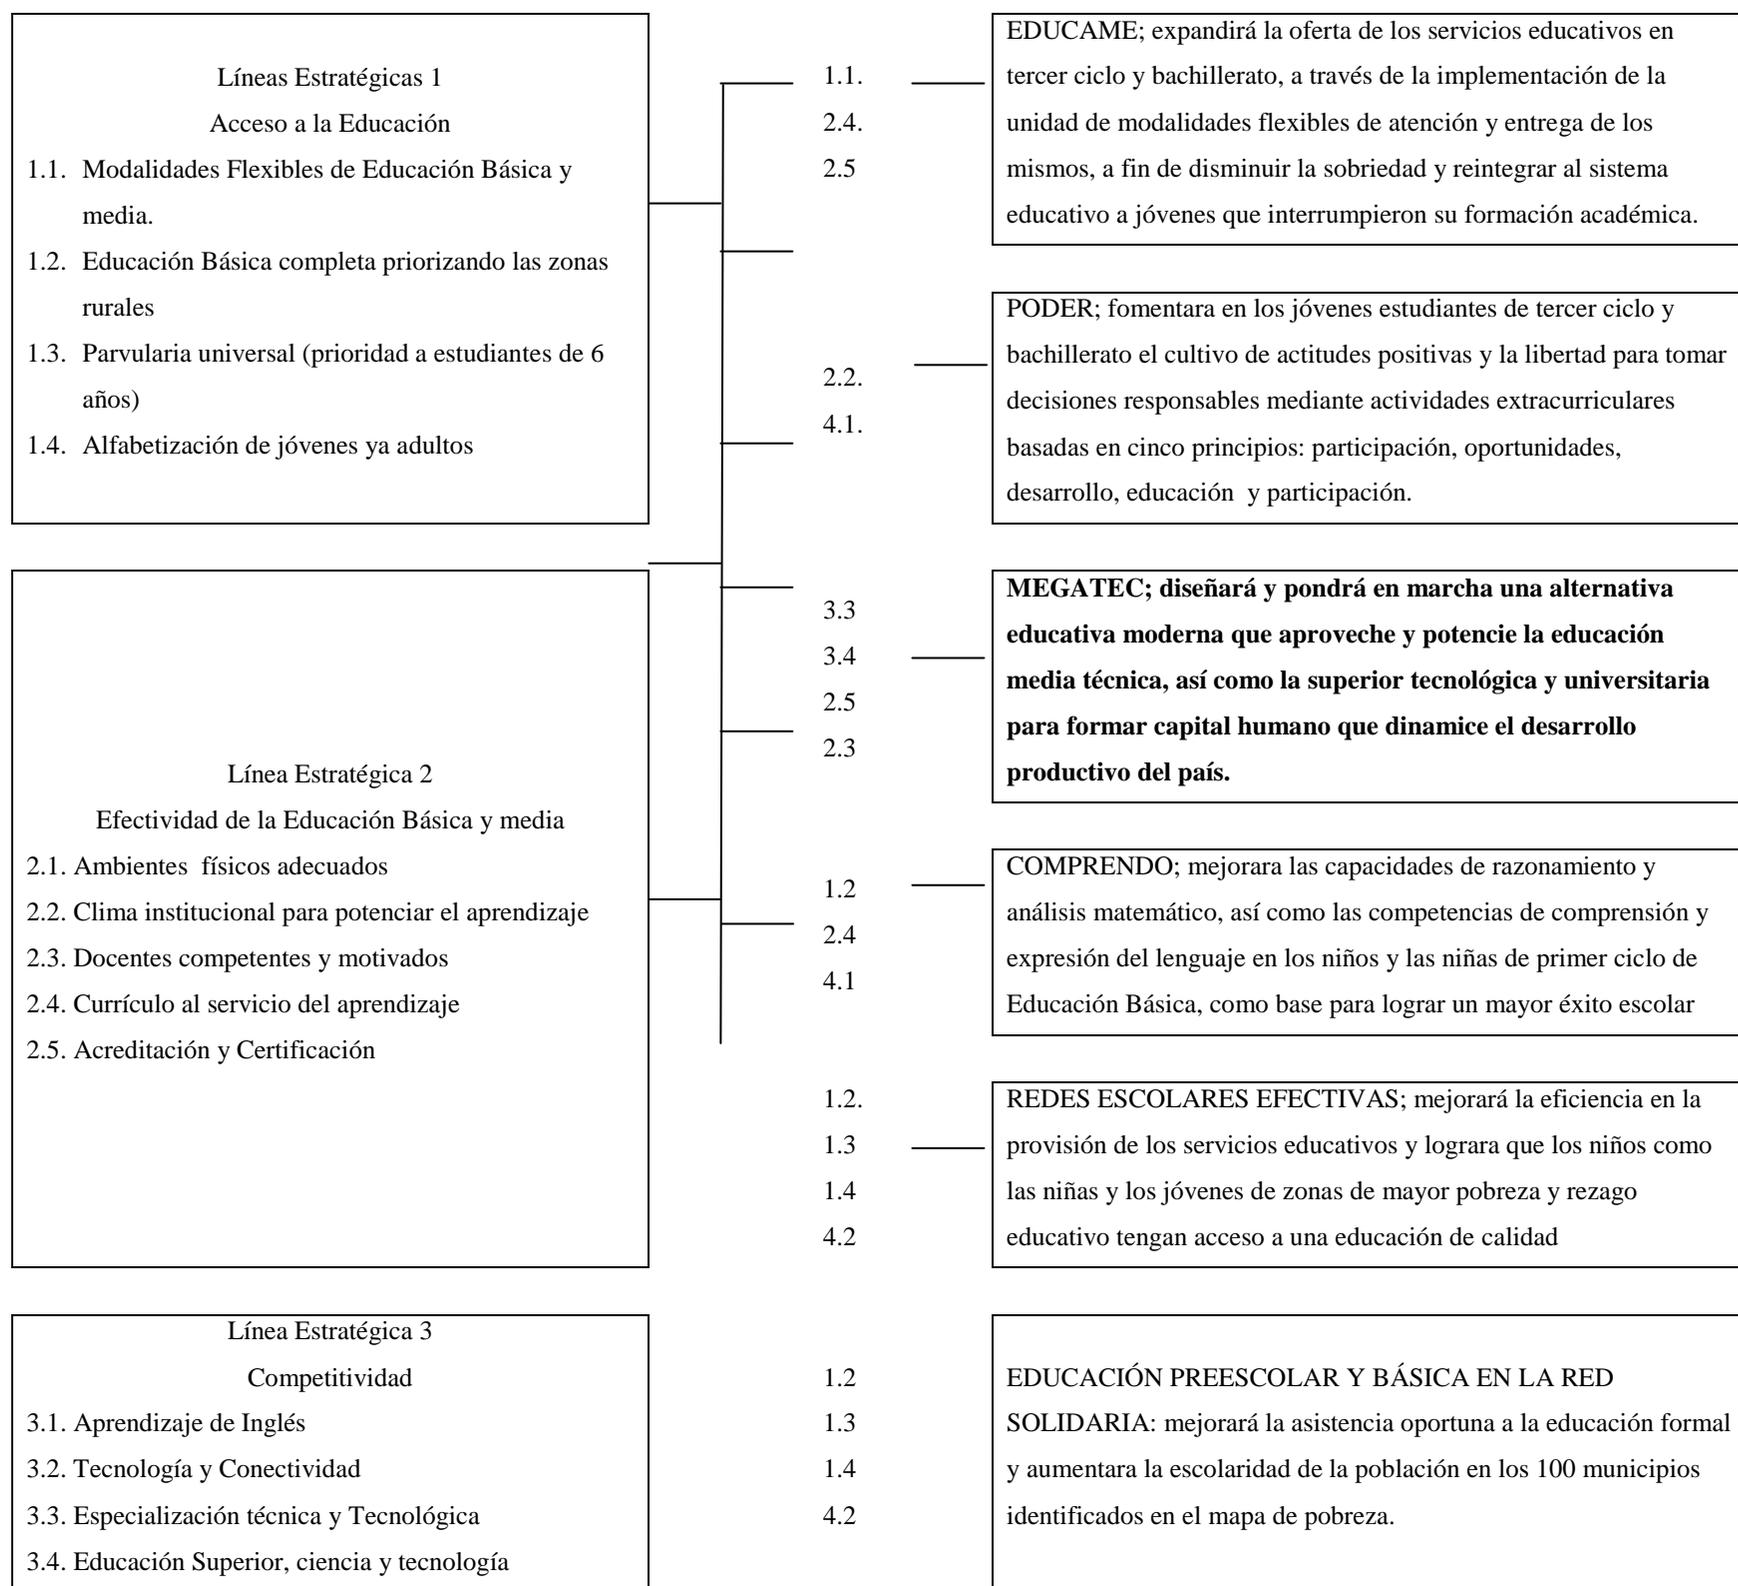 Líneas Estratégicas 1
Acceso a la Educación
1.1. Modalidades Flexibles de Educación Básica y
media.
1.2. Educación Básica completa priorizando las zonas
rurales
1.3. Parvularia universal (prioridad a estudiantes de 6
años)
1.4. Alfabetización de jóvenes ya adultos
1.1.
2.4.
2.5
EDUCAME; expandirá la oferta de los servicios educativos en
tercer ciclo y bachillerato, a través de la implementación de la
unidad de modalidades flexibles de atención y entrega de los
mismos, a fin de disminuir la sobriedad y reintegrar al sistema
educativo a jóvenes que interrumpieron su formación académica.
2.2.
4.1.
PODER; fomentara en los jóvenes estudiantes de tercer ciclo y
bachillerato el cultivo de actitudes positivas y la libertad para tomar
decisiones responsables mediante actividades extracurriculares
basadas en cinco principios: participación, oportunidades,
desarrollo, educación  y participación.
Línea Estratégica 2
Efectividad de la Educación Básica y media
2.1. Ambientes  físicos adecuados
2.2. Clima institucional para potenciar el aprendizaje
2.3. Docentes competentes y motivados
2.4. Currículo al servicio del aprendizaje
2.5. Acreditación y Certificación
3.3
3.4
2.5
2.3
MEGATEC; diseñará y pondrá en marcha una alternativa
educativa moderna que aproveche y potencie la educación
media técnica, así como la superior tecnológica y universitaria
para formar capital humano que dinamice el desarrollo
productivo del país.
1.2
2.4
4.1
COMPRENDO; mejorara las capacidades de razonamiento y
análisis matemático, así como las competencias de comprensión y
expresión del lenguaje en los niños y las niñas de primer ciclo de
Educación Básica, como base para lograr un mayor éxito escolar
1.2.
1.3
1.4
4.2
REDES ESCOLARES EFECTIVAS; mejorará la eficiencia en la
provisión de los servicios educativos y lograra que los niños como
las niñas y los jóvenes de zonas de mayor pobreza y rezago
educativo tengan acceso a una educación de calidad
Línea Estratégica 3
Competitividad
3.1. Aprendizaje de Inglés
3.2. Tecnología y Conectividad
3.3. Especialización técnica y Tecnológica
3.4. Educación Superior, ciencia y tecnología
1.2
1.3
1.4
4.2
EDUCACIÓN PREESCOLAR Y BÁSICA EN LA RED
SOLIDARIA: mejorará la asistencia oportuna a la educación formal
y aumentara la escolaridad de la población en los 100 municipios
identificados en el mapa de pobreza.